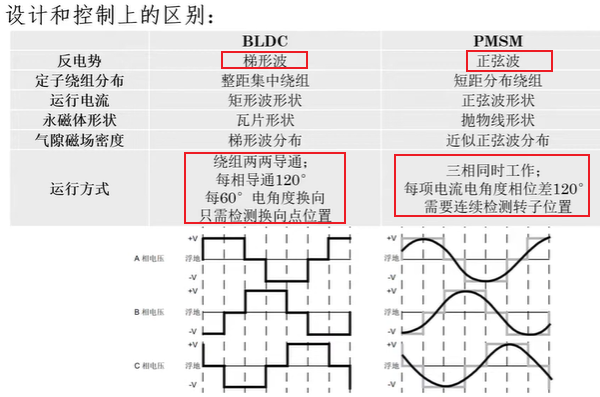 设计和控制上的区别：
BLDC PMSM
反电势 梯形波 正弦波
定子绕组分布 整距集中绕组 短距分布绕组
运行电流 矩形波形状 正弦波形状
永磁体形状 瓦片形状 抛物线形状
气隙磁场密度 梯形波分布 近似正弦波分布
运行方式
绕组两两导通；
每相导通120°
每60°电角度换向
只需检测换向点位置
三相同时工作；
每项电流电角度相位差120°
需要连续检测转子位置
+V +V
A 相电压 浮地 浮地
-V -V
+V +V
B 相电压 浮地 浮地
-V -V
+V +V
C 相电压 浮地 浮地
-V -V